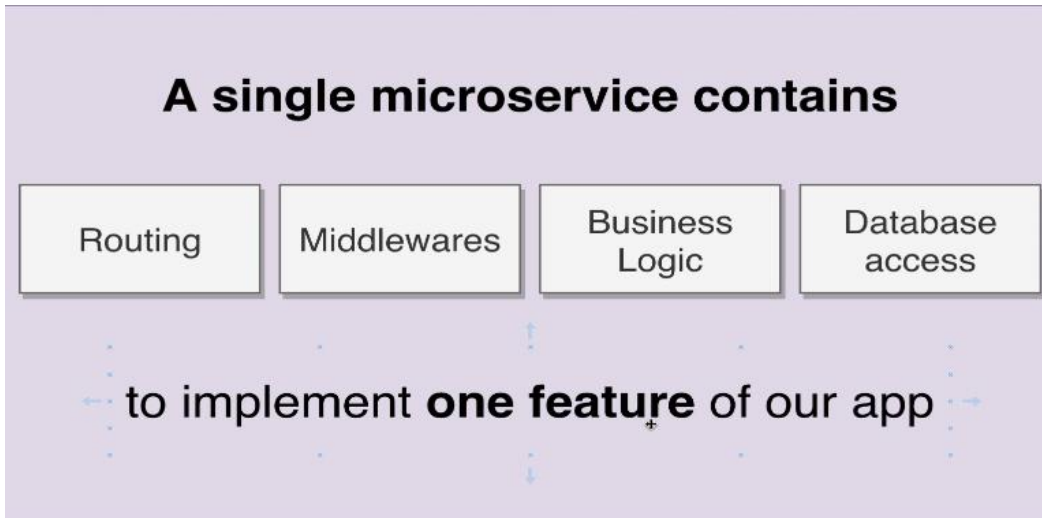 A single microservice contains
Routing
Middlewares
Business
Logic
Database
access
to implement one feature of our app